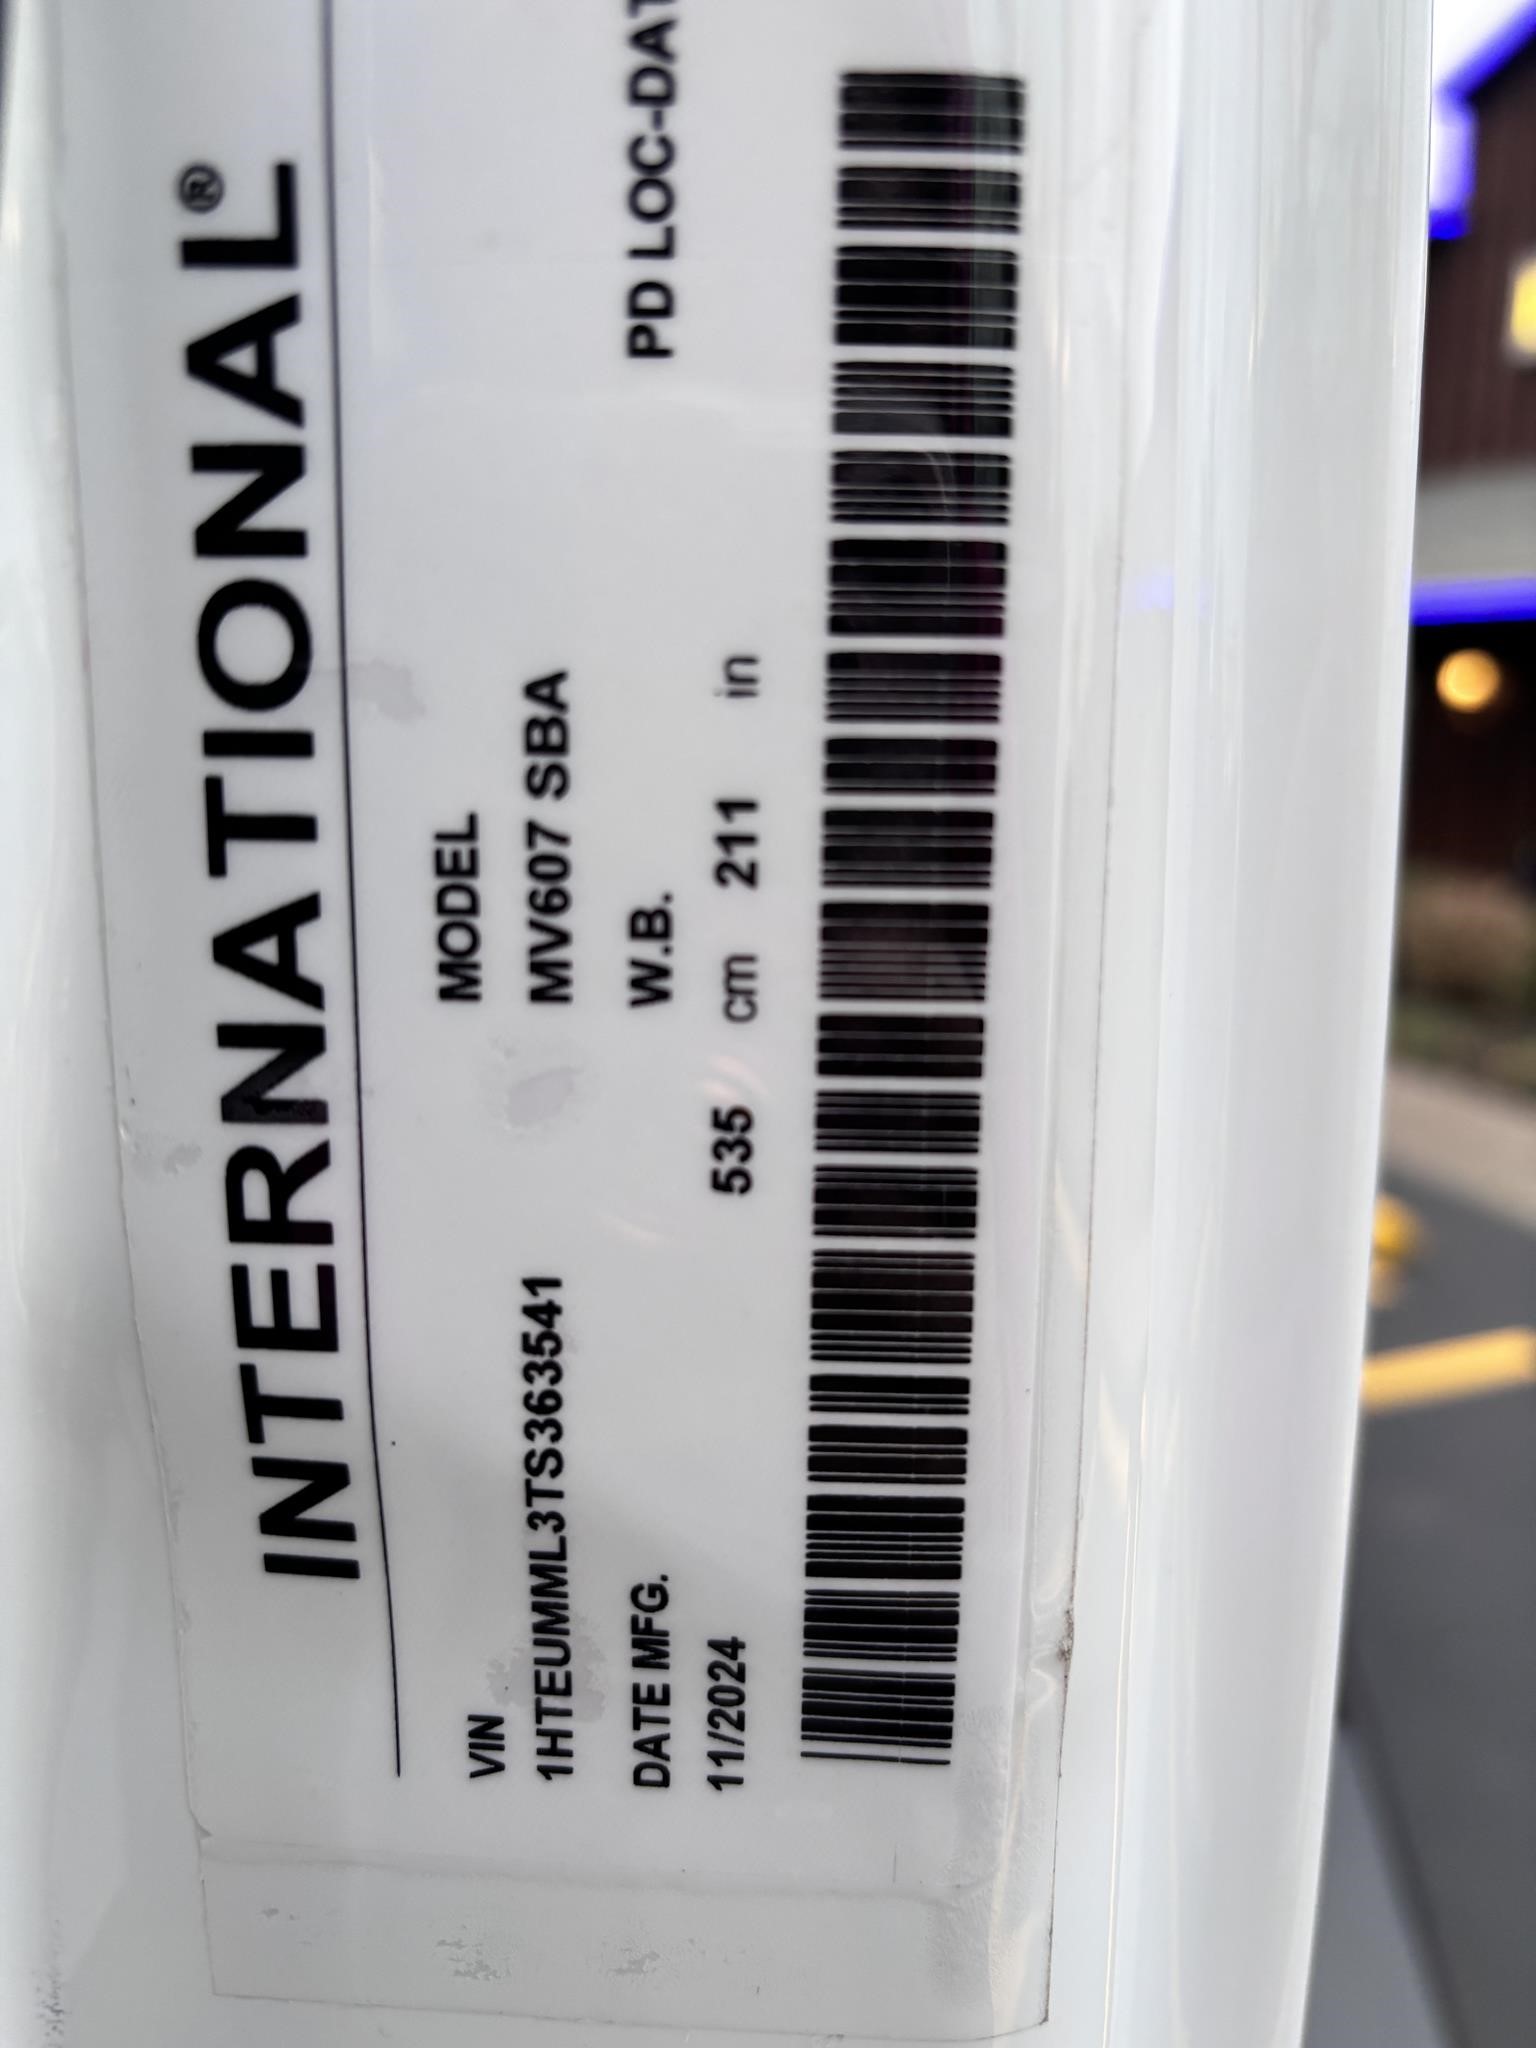 INTERNATIONAL®
VIN MODEL
1HTEUMML3TS363541 MV607 SBA
DATE MFG. W.B. PD LOC-DAT
11/2024 535 cm 211 in